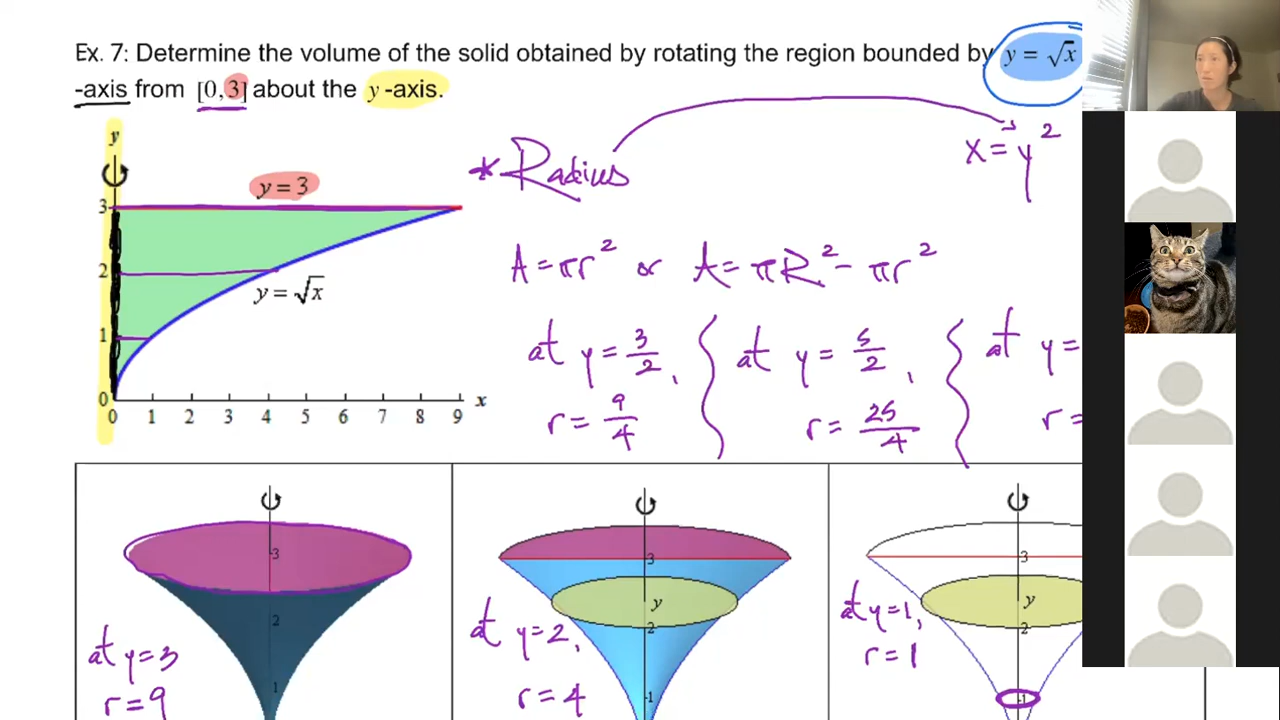 Ex. 7: Determine the volume of the solid obtained by rotating the region bounded by y = √x
-axis from [0, 3] about the y -axis.
y
x = y²
* Radius
y = 3
3
2
y = √x
1
0
0 1 2 3 4 5 6 7 8 9 x
A = πr² or A = πR² − πr²
at y = 3/2, at y = 5/2, at y =
r = 9/4 r = 25/4 r =
3
2
1
at y=3
r=9
3
y
2
1
at y=2,
r=4
3
y
2
1
at y=1,
r=1